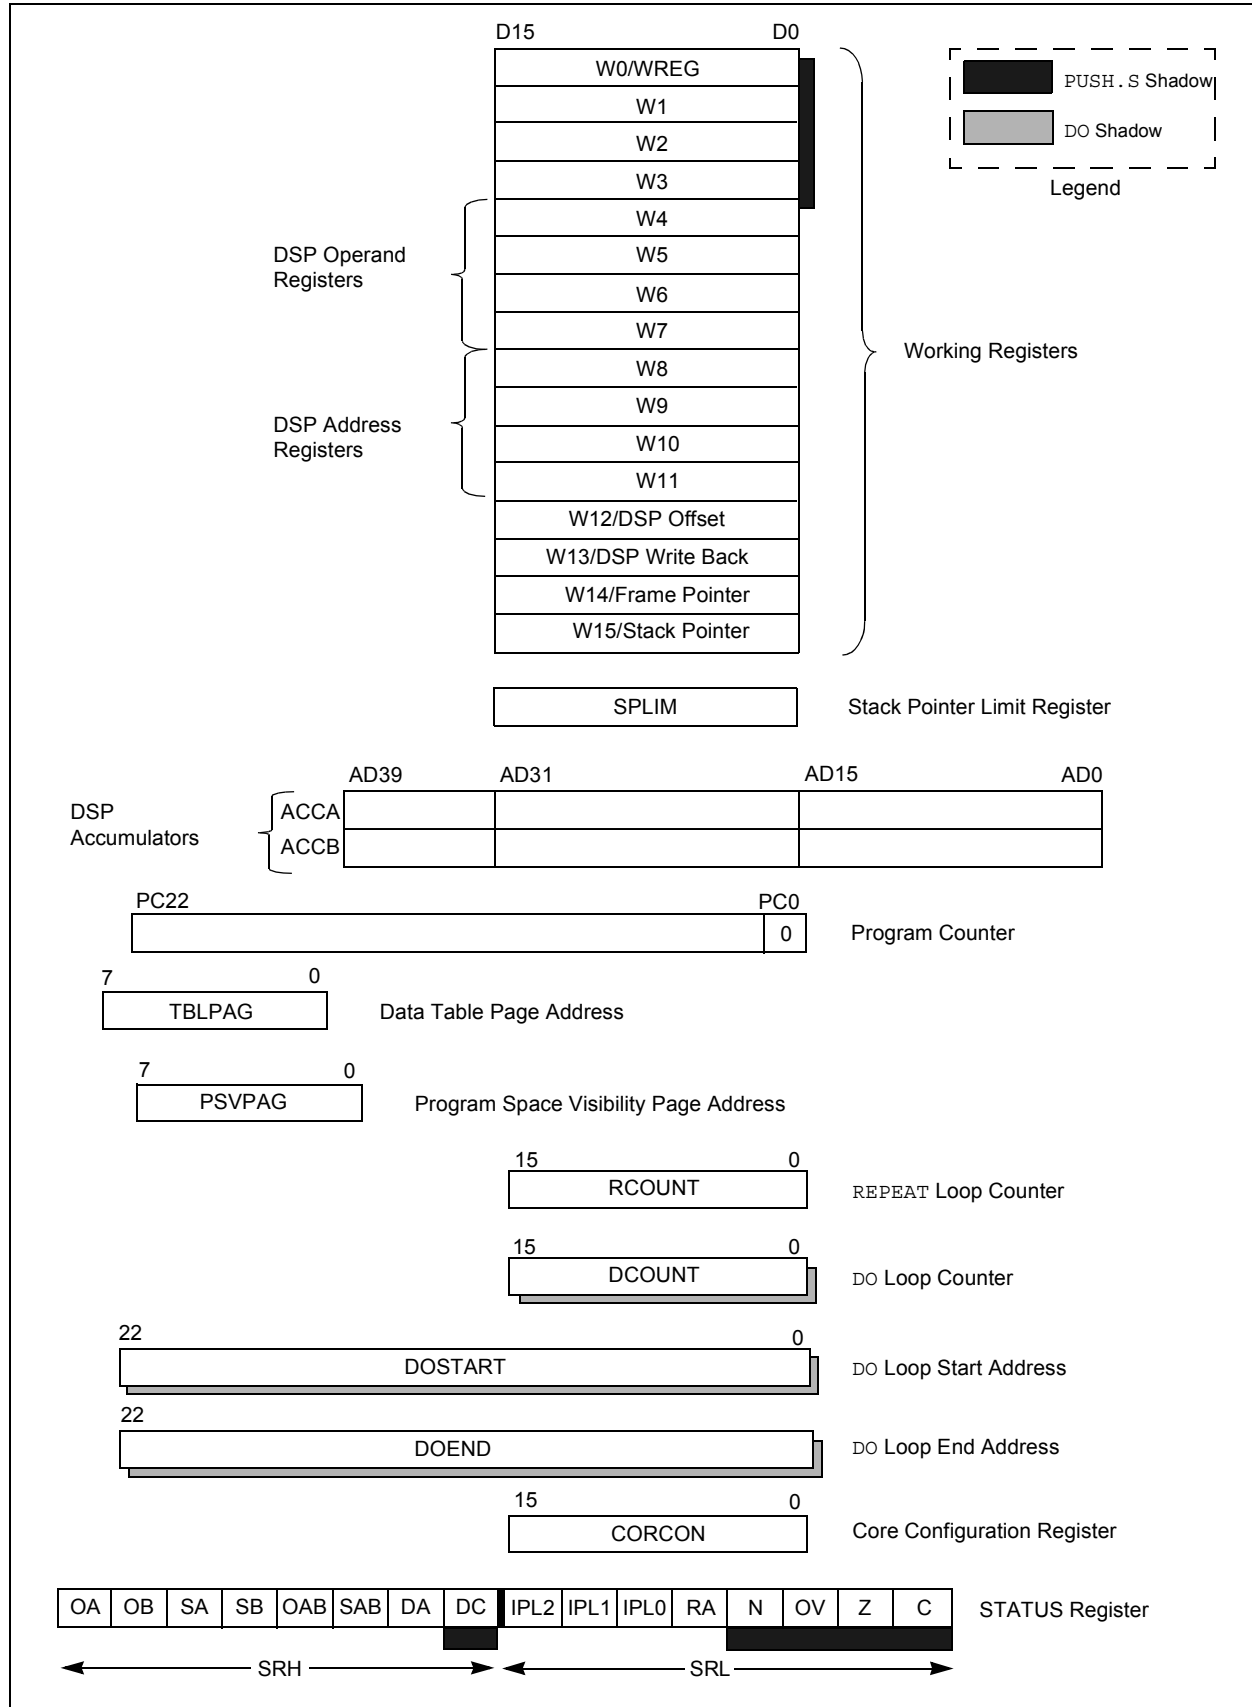 D15 D0
W0/WREG
W1
W2
W3
W4
W5
W6
W7
W8
W9
W10
W11
W12/DSP Offset
W13/DSP Write Back
W14/Frame Pointer
W15/Stack Pointer
PUSH.S Shadow
DO Shadow
Legend
DSP Operand
Registers
DSP Address
Registers
Working Registers
SPLIM Stack Pointer Limit Register
AD39 AD31 AD15 AD0
DSP
Accumulators
ACCA
ACCB
PC22 PC0
0 Program Counter
7 0
TBLPAG Data Table Page Address
7 0
PSVPAG Program Space Visibility Page Address
15 0
RCOUNT REPEAT Loop Counter
15 0
DCOUNT DO Loop Counter
22 0
DOSTART DO Loop Start Address
22
DOEND DO Loop End Address
15 0
CORCON Core Configuration Register
OA OB SA SB OAB SAB DA DC IPL2 IPL1 IPL0 RA N OV Z C STATUS Register
SRH SRL